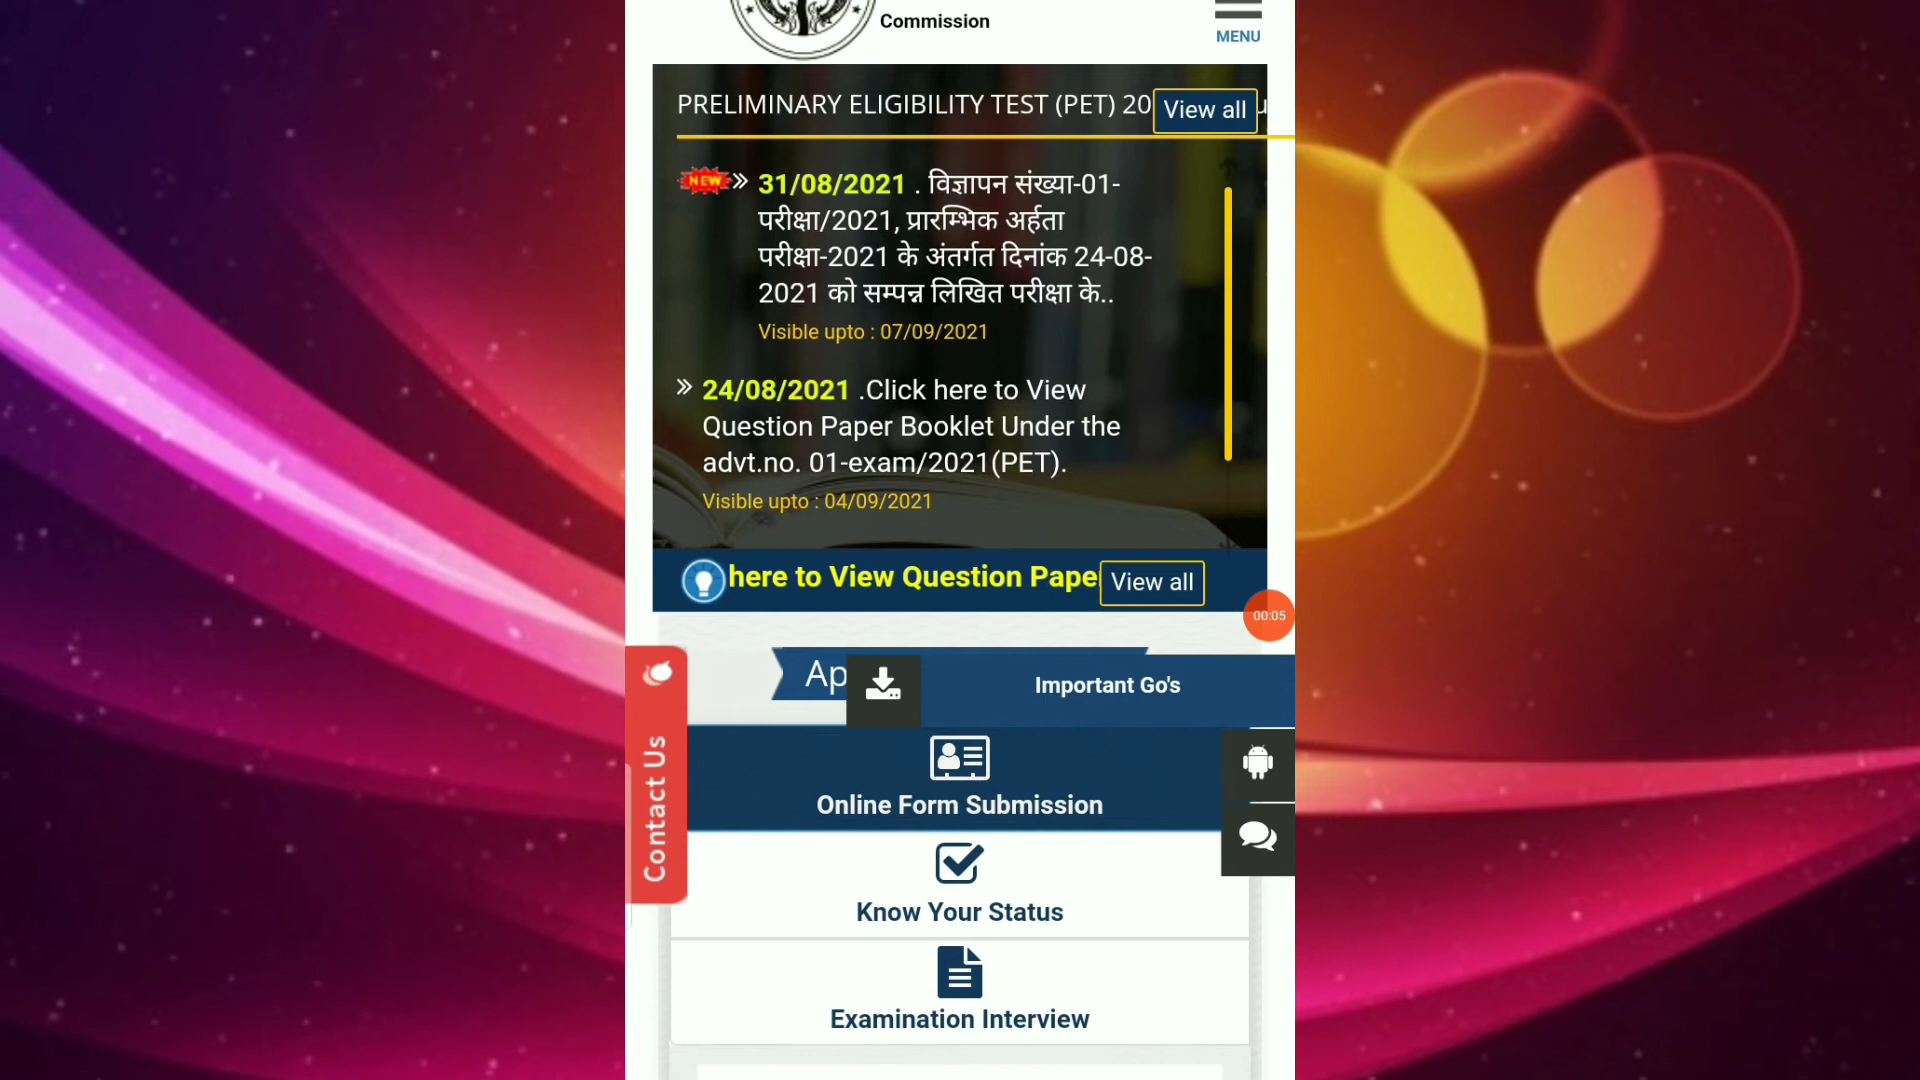 Commission
MENU
PRELIMINARY ELIGIBILITY TEST (PET) 20
View all
NEW 31/08/2021 . विज्ञापन संख्या-01-
परीक्षा/2021, प्रारम्भिक अर्हता
परीक्षा-2021 के अंतर्गत दिनांक 24-08-
2021 को सम्पन्न लिखित परीक्षा के..
Visible upto : 07/09/2021
24/08/2021 .Click here to View
Question Paper Booklet Under the
advt.no. 01-exam/2021(PET).
Visible upto : 04/09/2021
here to View Question Pape
View all
00:05
Ap
Important Go's
Contact Us
Online Form Submission
Know Your Status
Examination Interview